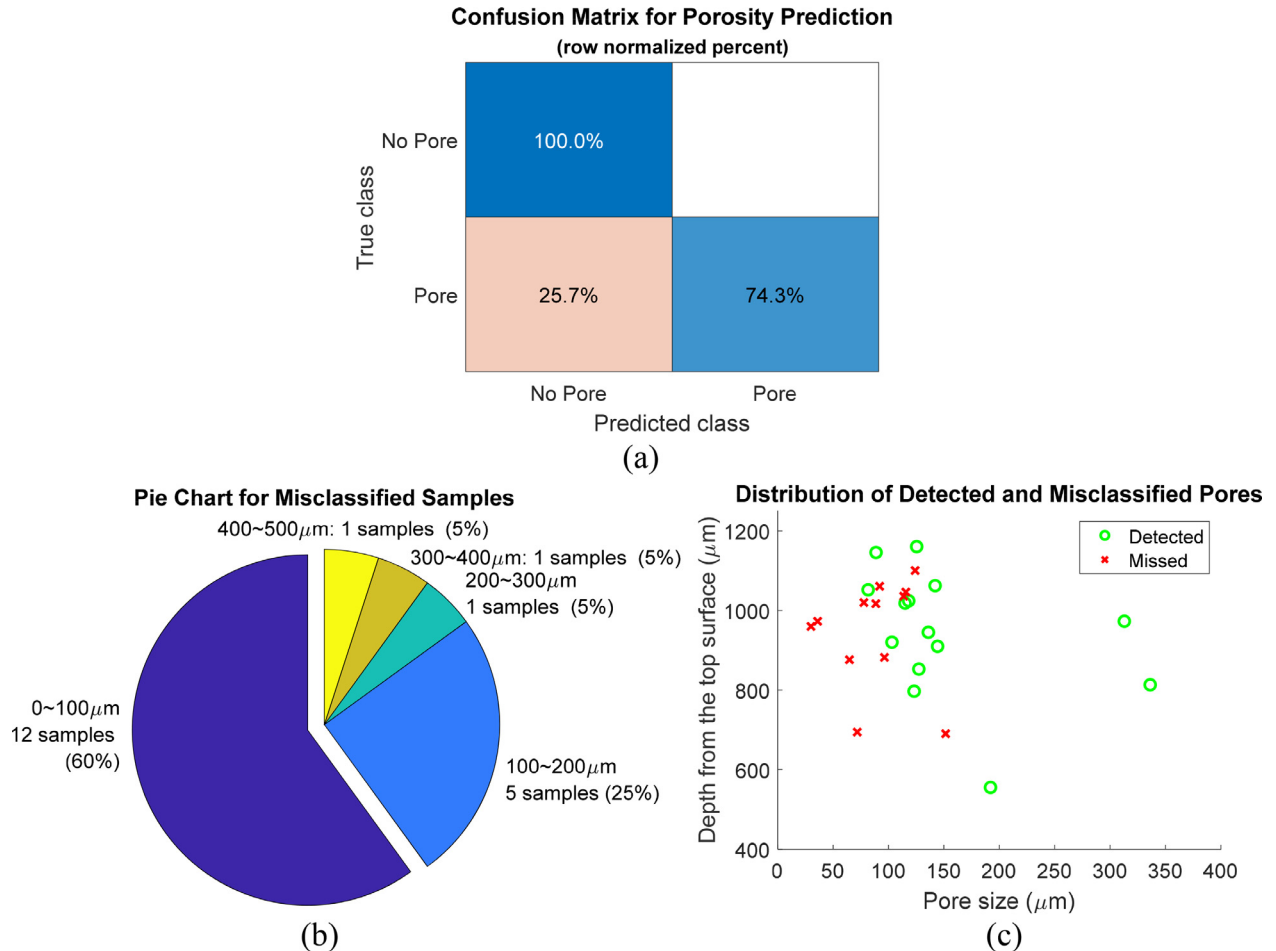 Confusion Matrix for Porosity Prediction
(row normalized percent)
True class
No Pore
100.0%
Pore
25.7%
74.3%
No Pore
Pore
Predicted class
(a)
Pie Chart for Misclassified Samples
400~500μm: 1 samples (5%)
300~400μm: 1 samples (5%)
200~300μm
1 samples (5%)
0~100μm
12 samples
(60%)
100~200μm
5 samples (25%)
(b)
Distribution of Detected and Misclassified Pores
Depth from the top surface (μm)
1200
1000
800
600
400
Detected
Missed
0 50 100 150 200 250 300 350 400
Pore size (μm)
(c)